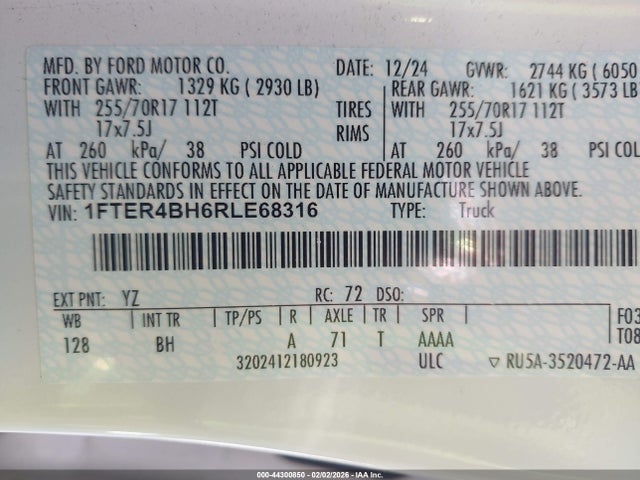 MFD. BY FORD MOTOR CO. DATE: 12/24 GVWR: 2744 KG ( 6050
FRONT GAWR: 1329 KG ( 2930 LB) REAR GAWR: 1621 KG ( 3573 LB
WITH 255/70R17 112T TIRES WITH 255/70R17 112T
17x7.5J RIMS 17x7.5J
AT 260 kPa/ 38 PSI COLD AT 260 kPa/ 38 PSI COL
THIS VEHICLE CONFORMS TO ALL APPLICABLE FEDERAL MOTOR VEHICLE
SAFETY STANDARDS IN EFFECT ON THE DATE OF MANUFACTURE SHOWN ABOVE.
VIN: 1FTER4BH6RLE68316 TYPE: Truck
EXT PNT: YZ RC: 72 DSO:
WB INT TR TP/PS R AXLE TR SPR F03
128 BH A 71 T AAAA T08
3202412180923 ULC ▽ RU5A-3520472-AA
000-44300850 - 02/02/2026 - IAA Inc.